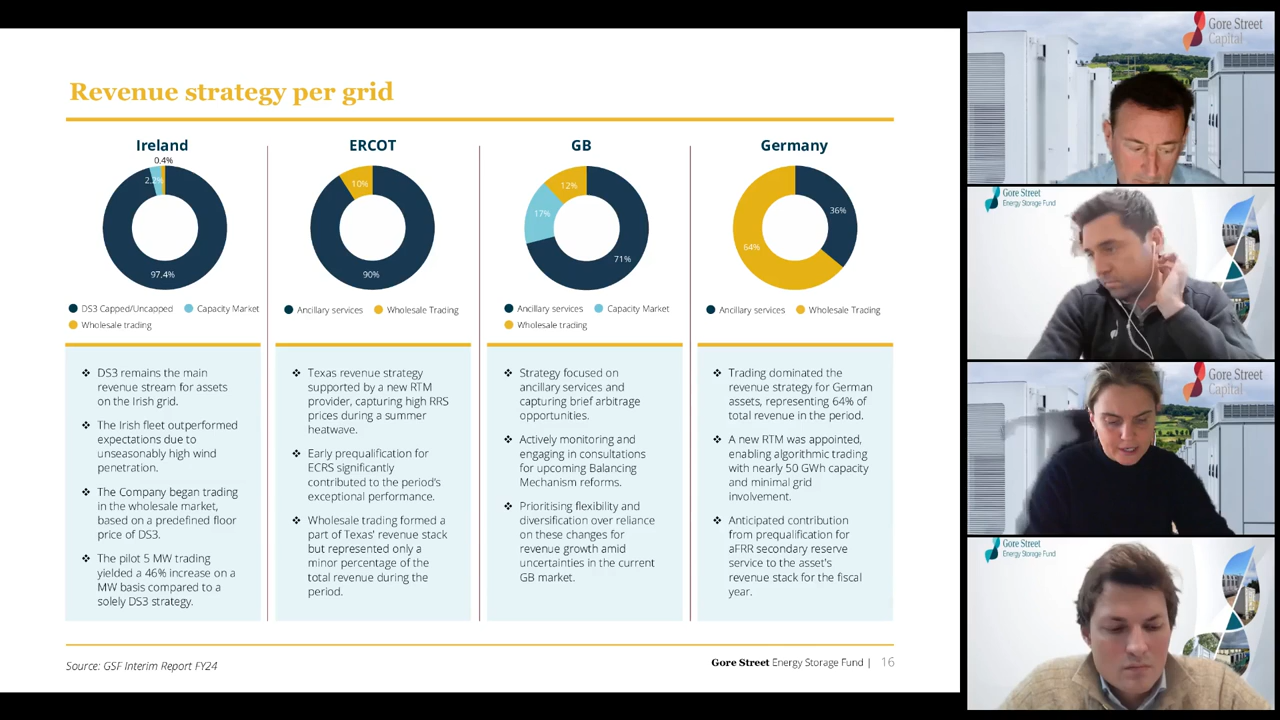 Revenue strategy per grid
Ireland
0.4%
2.2%
97.4%
DS3 Capped/Uncapped
Capacity Market
Wholesale trading
❖ DS3 remains the main
revenue stream for assets
on the Irish grid.
❖ The Irish fleet outperformed
expectations due to
unseasonably high wind
penetration.
❖ The Company began trading
in the wholesale market,
based on a predefined floor
price of DS3.
❖ The pilot 5 MW trading
yielded a 46% increase on a
MW basis compared to a
solely DS3 strategy.
ERCOT
10%
90%
Ancillary services
Wholesale Trading
❖ Texas revenue strategy
supported by a new RTM
provider, capturing high RRS
prices during a summer
heatwave.
❖ Early prequalification for
ECRS significantly
contributed to the period's
exceptional performance.
❖ Wholesale trading formed a
part of Texas' revenue stack
but represented only a
minor percentage of the
total revenue during the
period.
GB
12%
17%
71%
Ancillary services
Capacity Market
Wholesale trading
❖ Strategy focused on
ancillary services and
capturing brief arbitrage
opportunities.
❖ Actively monitoring and
engaging in consultations
for upcoming Balancing
Mechanism reforms.
❖ Prioritising flexibility and
diversification over reliance
on these changes for
revenue growth amid
uncertainties in the current
GB market.
Germany
36%
64%
Ancillary services
Wholesale Trading
❖ Trading dominated the
revenue strategy for German
assets, representing 64% of
total revenue in the period.
❖ A new RTM was appointed,
enabling algorithmic trading
with nearly 50 GWh capacity
and minimal grid
involvement.
❖ Anticipated contribution
from prequalification for
aFRR secondary reserve
service to the asset's
revenue stack for the fiscal
year.
Source: GSF Interim Report FY24
Gore Street Energy Storage Fund | 16
Gore Street
Capital
Gore Street
Energy Storage Fund
Gore Street
Capital
Gore Street
Energy Storage Fund